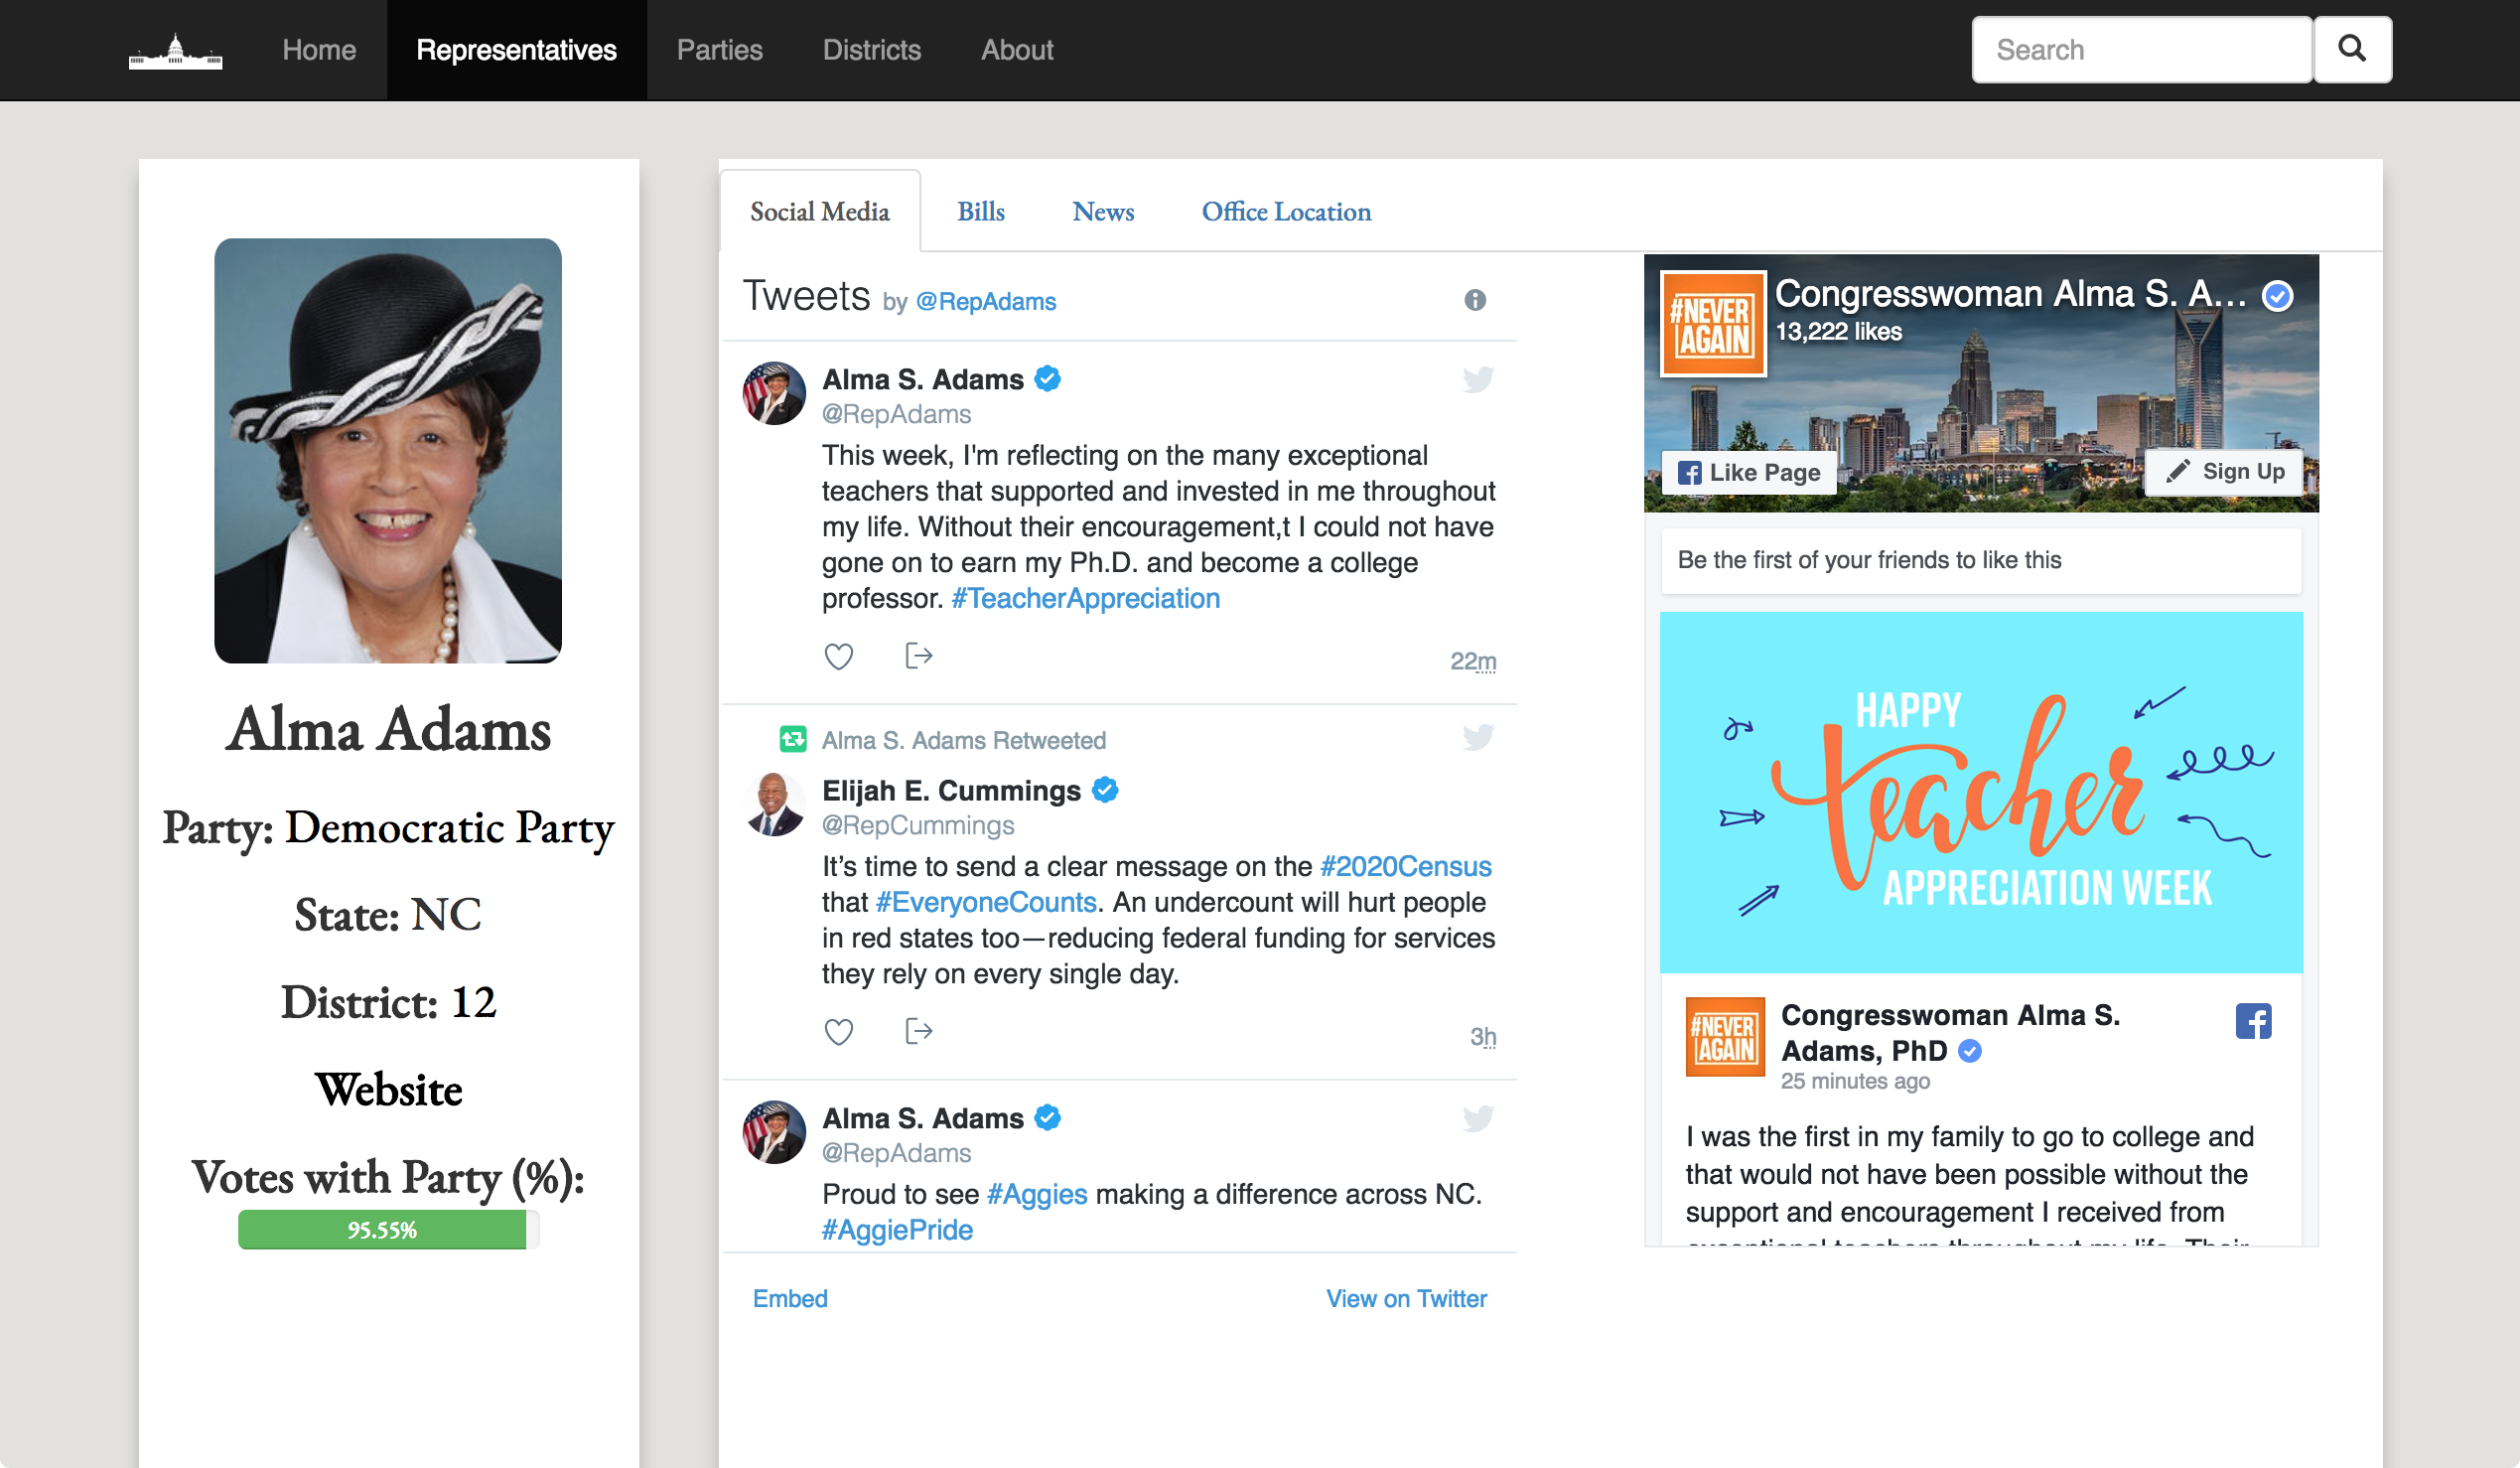 Home
Representatives
Parties
Districts
About
Search
Alma Adams
Party: Democratic Party
State: NC
District: 12
Website
Votes with Party (%):
95.55%
Social Media
Bills
News
Office Location
Tweets by @RepAdams
Alma S. Adams
@RepAdams
This week, I'm reflecting on the many exceptional
teachers that supported and invested in me throughout
my life. Without their encouragement,t I could not have
gone on to earn my Ph.D. and become a college
professor. #TeacherAppreciation
22m
Alma S. Adams Retweeted
Elijah E. Cummings
@RepCummings
It’s time to send a clear message on the #2020Census
that #EveryoneCounts. An undercount will hurt people
in red states too—reducing federal funding for services
they rely on every single day.
3h
Alma S. Adams
@RepAdams
Proud to see #Aggies making a difference across NC.
#AggiePride
Embed
View on Twitter
#NEVER
AGAIN
Congresswoman Alma S. A...
13,222 likes
Like Page
Sign Up
Be the first of your friends to like this
HAPPY
teacher
APPRECIATION WEEK
#NEVER
AGAIN
Congresswoman Alma S.
Adams, PhD
25 minutes ago
I was the first in my family to go to college and
that would not have been possible without the
support and encouragement I received from
exceptional teachers throughout my life. Their